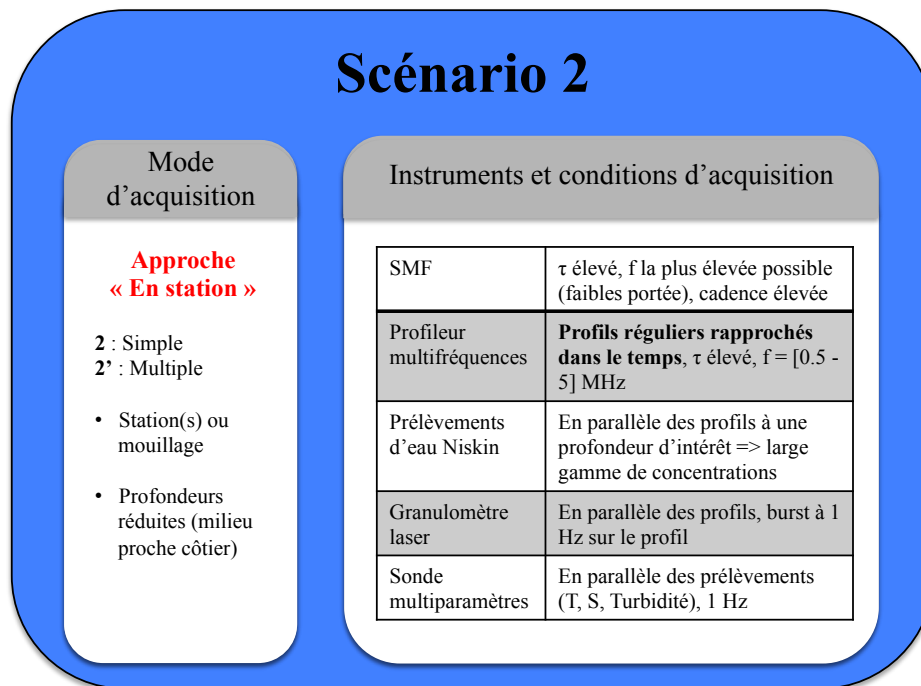 Scénario 2
Mode
d’acquisition
Approche
« En station »
2 : Simple
2’ : Multiple
• Station(s) ou
mouillage
• Profondeurs
réduites (milieu
proche côtier)
Instruments et conditions d’acquisition
SMF
τ élevé, f la plus élevée possible
(faibles portée), cadence élevée
Profileur
multifréquences
Profils réguliers rapprochés
dans le temps, τ élevé, f = [0.5 -
5] MHz
Prélèvements
d’eau Niskin
En parallèle des profils à une
profondeur d’intérêt => large
gamme de concentrations
Granulomètre
laser
En parallèle des profils, burst à 1
Hz sur le profil
Sonde
multiparamètres
En parallèle des prélèvements
(T, S, Turbidité), 1 Hz